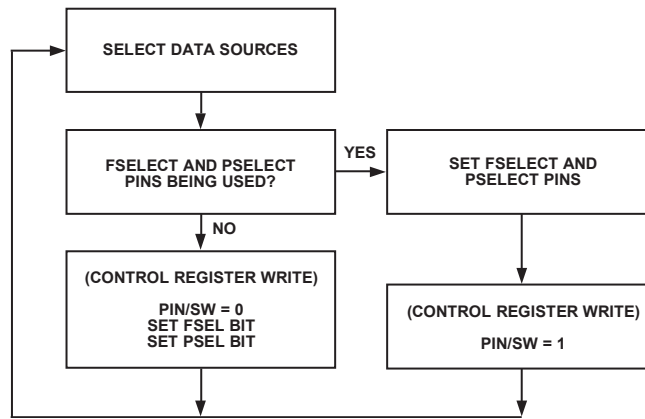 SELECT DATA SOURCES
FSELECT AND PSELECT
PINS BEING USED?
YES
SET FSELECT AND
PSELECT PINS
NO
(CONTROL REGISTER WRITE)
PIN/SW = 0
SET FSEL BIT
SET PSEL BIT
(CONTROL REGISTER WRITE)
PIN/SW = 1